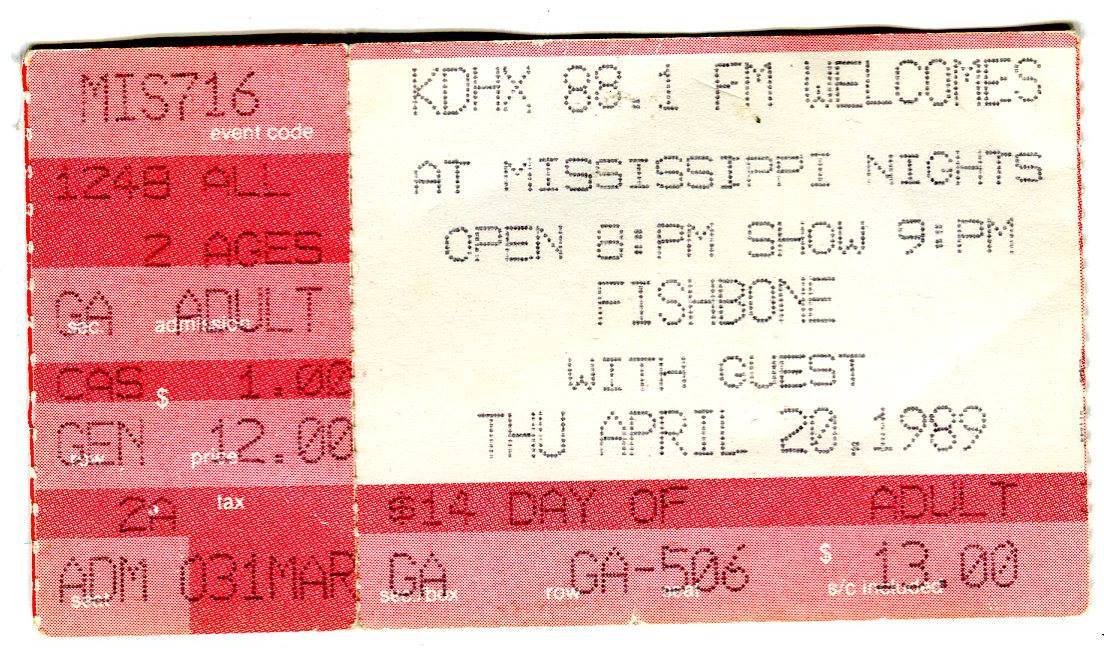 MIS716
event code
1248 ALL
2 AGES
GA ADULT
sec. admission
CAS $ 1.00
GEN 12.00
row price
2A tax
ADM 031MAR
seat
KDHX 88.1 FM WELCOMES
AT MISSISSIPPI NIGHTS
OPEN 8:PM SHOW 9:PM
FISHBONE
WITH GUEST
THU APRIL 20,1989
$14 DAY OF ADULT
GA GA-506 $ 13.00
sec./box row seat s/c included